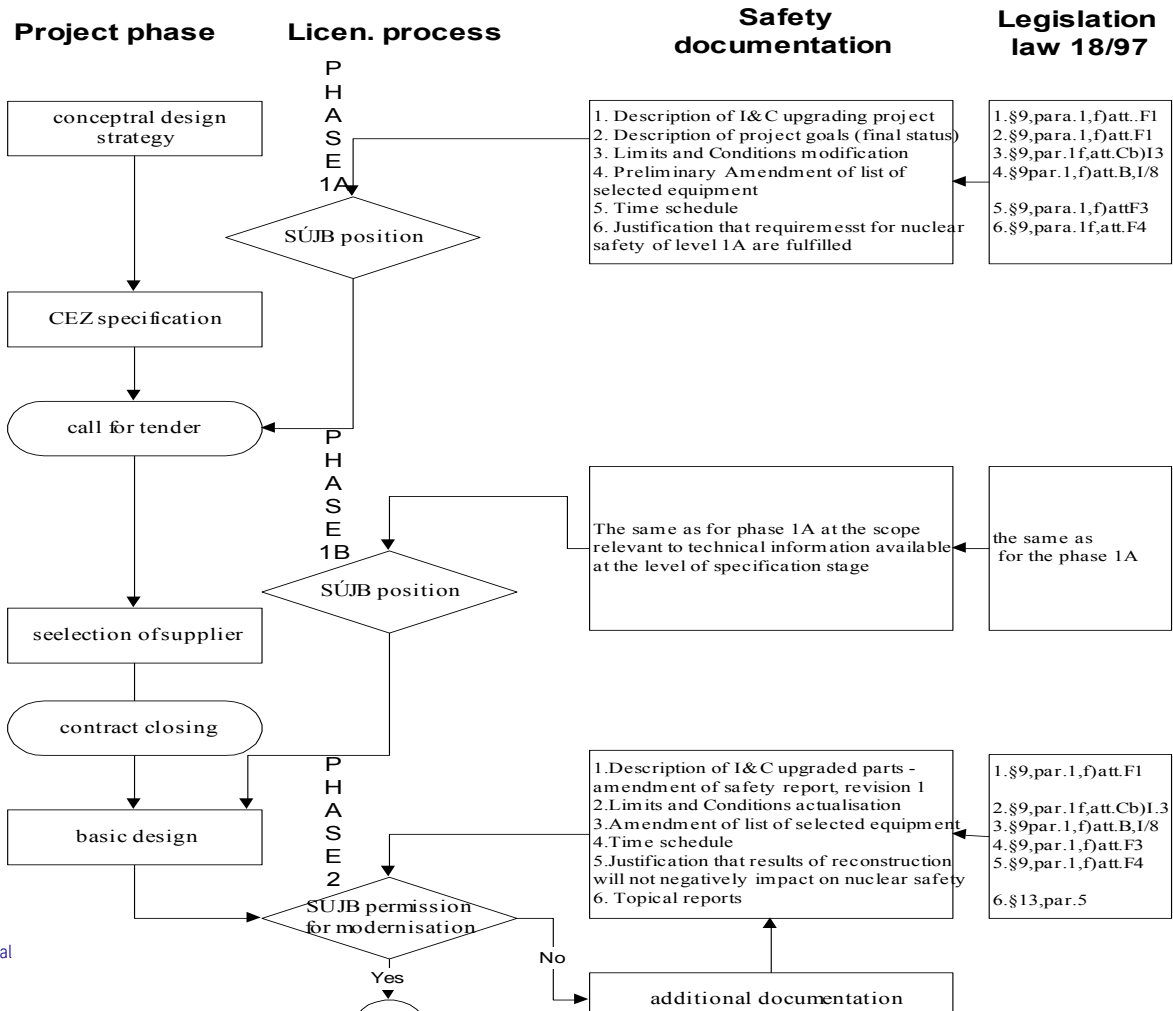 Project phase
Licen. process
Safety
documentation
Legislation
law 18/97
P
H
A
S
E
1A
conceptral design
strategy
1. Description of I&C upgrading project
2. Description of project goals (final status)
3. Limits and Conditions modification
4. Preliminary Amendment of list of
selected equipment
5. Time schedule
6. Justification that requiremesst for nuclear
safety of level 1A are fulfilled
1.§9,para.1,f)att..F1
2.§9,para.1,f)att.F1
3.§9,par.1f,att.Cb)I3
4.§9par.1,f)att.B,I/8
5.§9,para.1,f)attF3
6.§9,para.1f,att.F4
SÚJB position
CEZ specification
call for tender
P
H
A
S
E
1B
The same as for phase 1A at the scope
relevant to technical information available
at the level of specification stage
the same as
for the phase 1A
SÚJB position
seelection of supplier
contract closing
P
H
A
S
E
2
1.Description of I&C upgraded parts -
amendment of safety report, revision 1
2.Limits and Conditions actualisation
3.Amendment of list of selected equipment
4.Time schedule
5.Justification that results of reconstruction
will not negatively impact on nuclear safety
6. Topical reports
1.§9,par.1,f)att.F1
2.§9,par.1f,att.Cb)I.3
3.§9par.1,f)att.B,I/8
4.§9,par.1,f)att.F3
5.§9,par.1,f)att.F4
6.§13,par.5
basic design
SÚJB permission
for modernisation
al
No
Yes
additional documentation